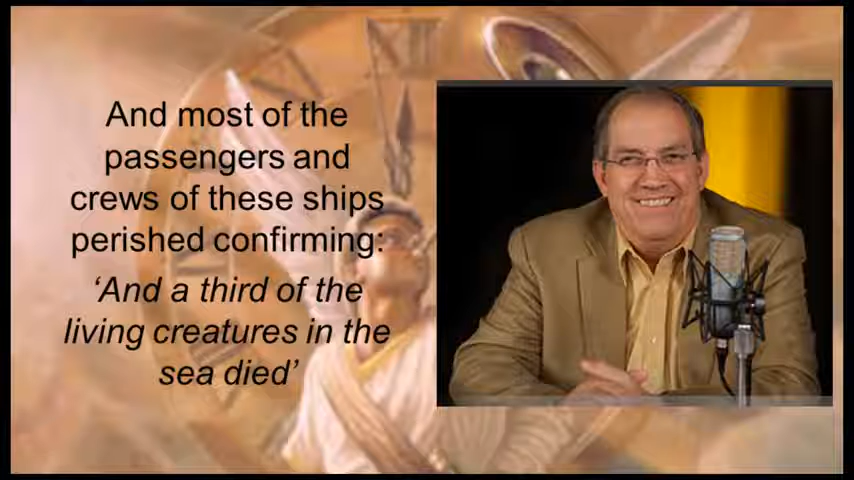 And most of the
passengers and
crews of these ships
perished confirming:
‘And a third of the
living creatures in the
sea died’